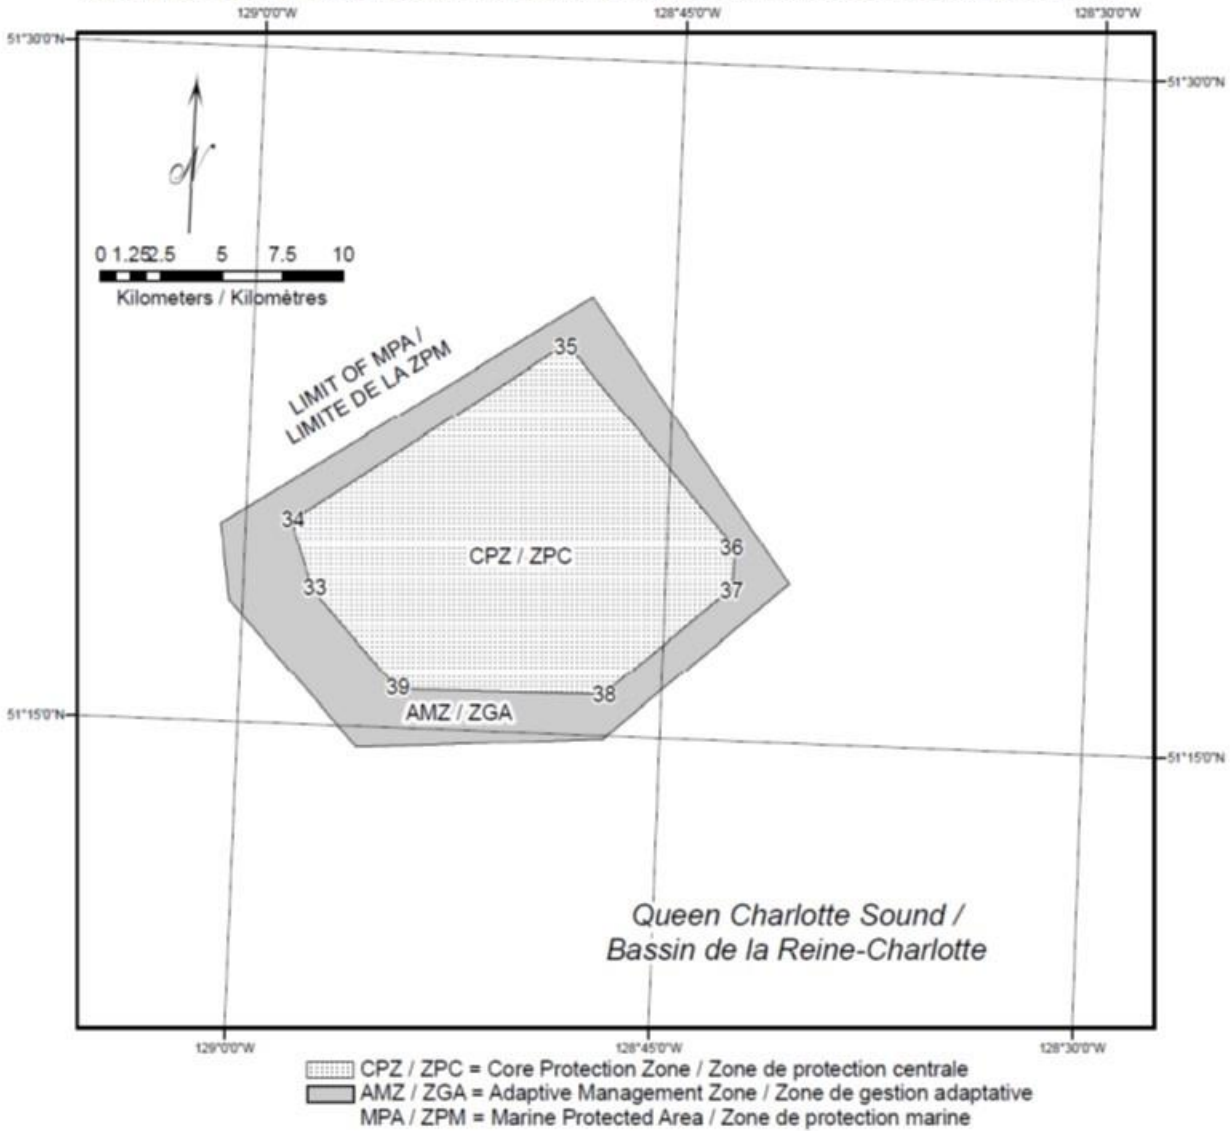 129°0'0"W 128°45'0"W 128°30'0"W
51°30'0"N
51°30'0"N
N
0 1.25 2.5 5 7.5 10
Kilometers / Kilomètres
LIMIT OF MPA /
LIMITE DE LA ZPM
35
34
36
CPZ / ZPC
33
37
39
38
AMZ / ZGA
51°15'0"N
51°15'0"N
Queen Charlotte Sound /
Bassin de la Reine-Charlotte
129°0'0"W 128°45'0"W 128°30'0"W
CPZ / ZPC = Core Protection Zone / Zone de protection centrale
AMZ / ZGA = Adaptive Management Zone / Zone de gestion adaptative
MPA / ZPM = Marine Protected Area / Zone de protection marine